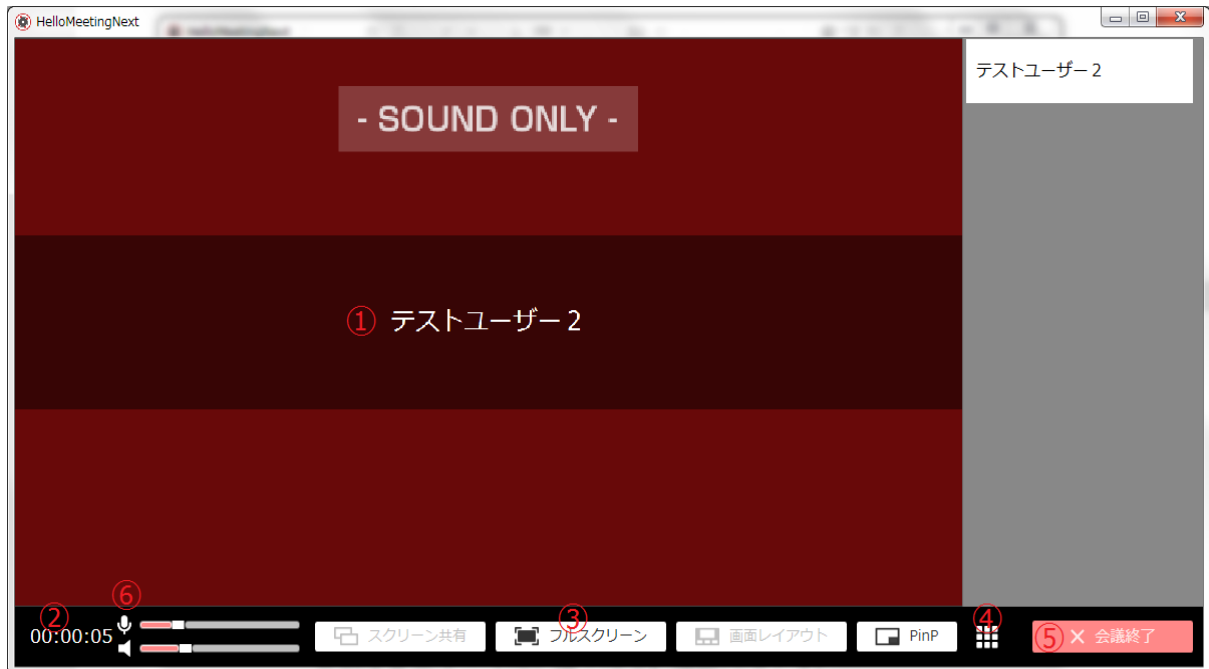 HelloMeetingNext
テストユーザー2
- SOUND ONLY -
① テストユーザー2
⑥
②
00:00:05
スクリーン共有
③
フルスクリーン
画面レイアウト
PinP
④
⑤ × 会議終了